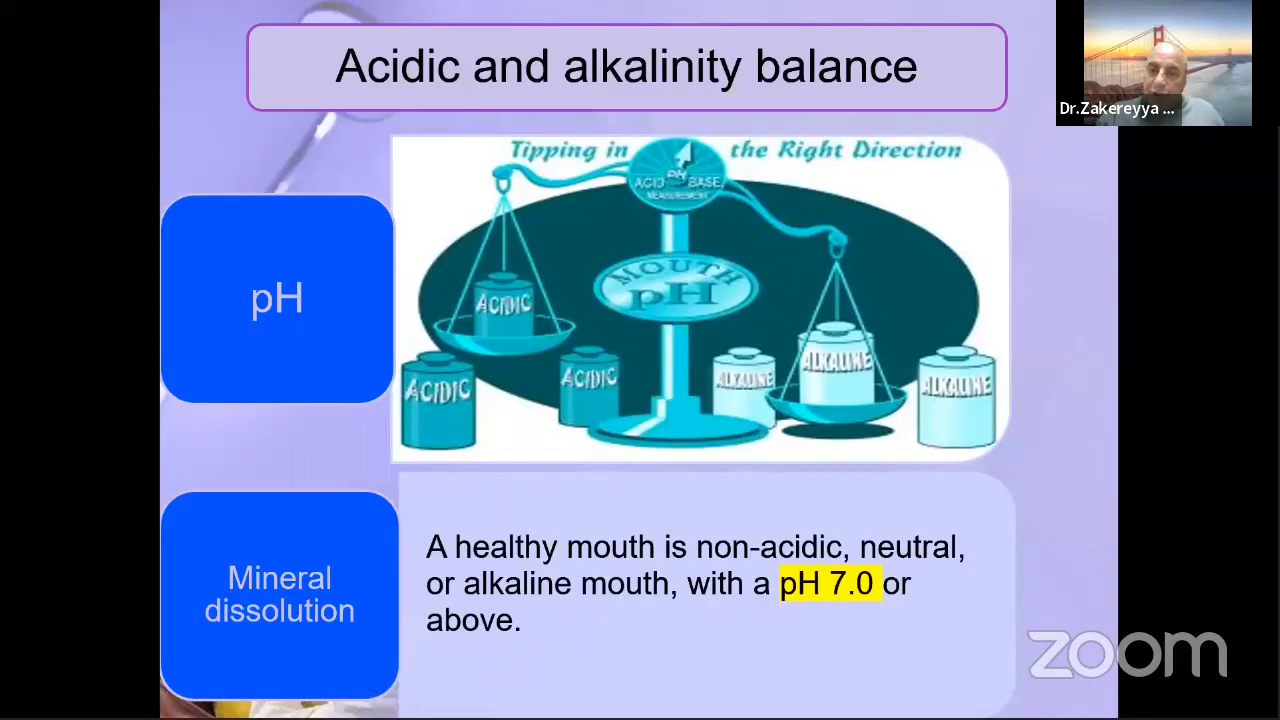 Acidic and alkalinity balance
Dr.Zakereyya ...
Tipping in the Right Direction
pH
ACID BASE
MEASUREMENT
MOUTH
pH
ACIDIC
ACIDIC
ACIDIC
ALKALINE
ALKALINE
ALKALINE
pH
Mineral
dissolution
A healthy mouth is non-acidic, neutral,
or alkaline mouth, with a pH 7.0 or
above.
zoom